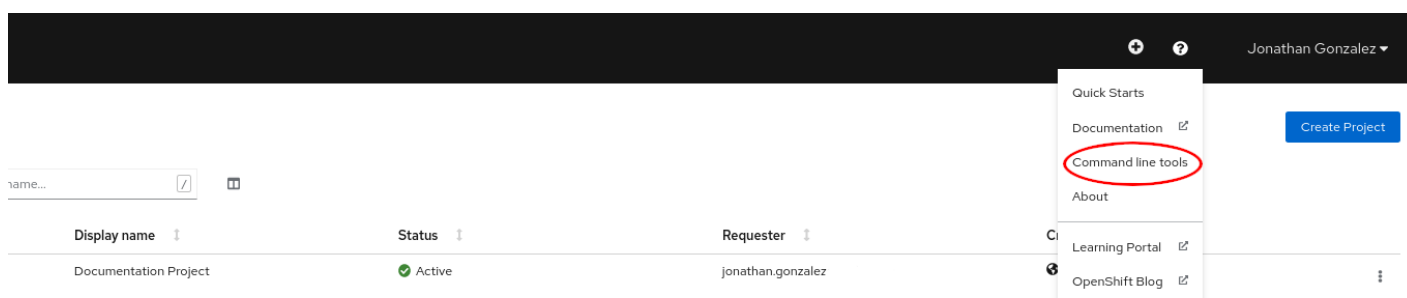 Jonathan Gonzalez
Quick Starts
Documentation
Create Project
Command line tools
name...
/
About
Display name
Status
Requester
Learning Portal
Documentation Project
Active
jonathan.gonzalez
OpenShift Blog